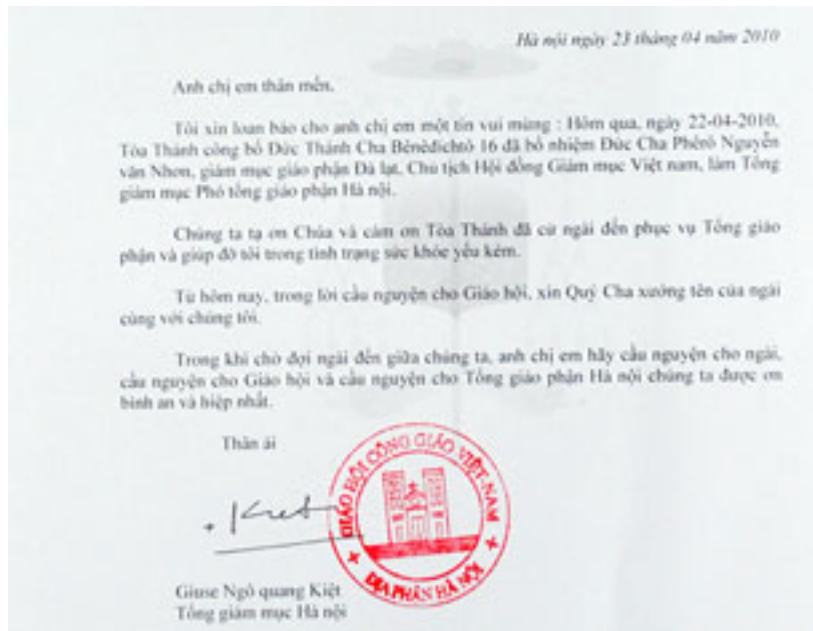 Hà nội ngày 23 tháng 04 năm 2010
Anh chị em thân mến,
Tôi xin loan báo cho anh chị em một tin vui mừng : Hôm qua, ngày 22-04-2010,
Tòa Thánh công bố Đức Thánh Cha Bênêđichtô 16 đã bổ nhiệm Đức Cha Phêrô Nguyễn
văn Nhơn, giám mục giáo phận Đà lạt, Chủ tịch Hội đồng Giám mục Việt nam, làm Tổng
giám mục Phó tổng giáo phận Hà nội.
Chúng ta tạ ơn Chúa và cám ơn Tòa Thánh đã cử ngài đến phục vụ Tổng giáo
phận và giúp đỡ tôi trong tình trạng sức khỏe yếu kém.
Từ hôm nay, trong lời cầu nguyện cho Giáo hội, xin Quý Cha xướng tên của ngài
cùng với chúng tôi.
Trong khi chờ đợi ngài đến giữa chúng ta, anh chị em hãy cầu nguyện cho ngài,
cầu nguyện cho Giáo hội và cầu nguyện cho Tổng giáo phận Hà nội chúng ta được ơn
bình an và hiệp nhất.
Thân ái
GIÁO HỘI CÔNG GIÁO VIỆT-NAM
ĐỊA PHẬN HÀ NỘI
+ Kiet
Giuse Ngô quang Kiệt
Tổng giám mục Hà nội